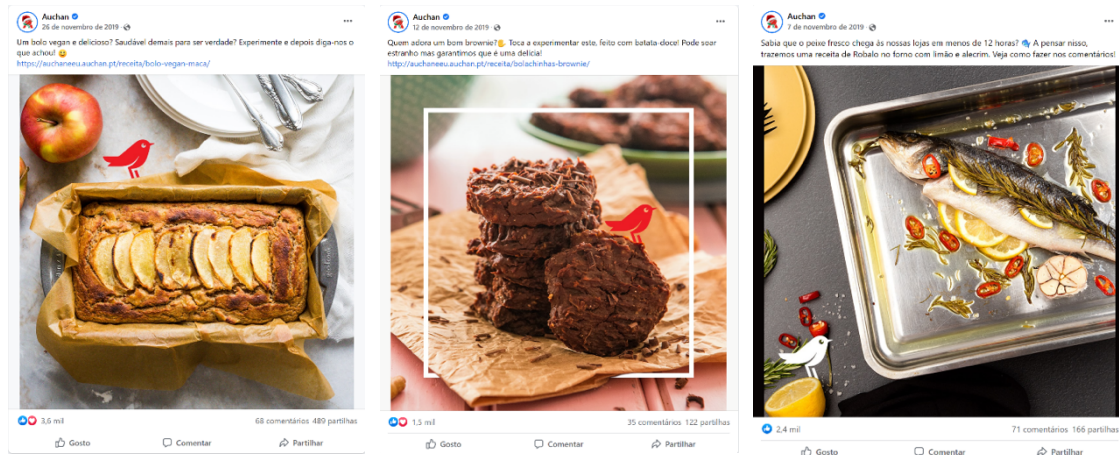 Auchan
26 de novembro de 2019 ·
Um bolo vegan e delicioso? Saudável demais para ser verdade? Experimente e depois diga-nos o
que achou! 😀
https://auchaneeu.auchan.pt/receita/bolo-vegan-maca/
3,6 mil
68 comentários 489 partilhas
Gosto
Comentar
Partilhar
Auchan
12 de novembro de 2019 ·
Quem adora um bom brownie? Toca a experimentar este, feito com batata-doce! Pode soar
estranho mas garantimos que é uma delícia!
http://auchaneeu.auchan.pt/receita/bolachinhas-brownie/
1,5 mil
35 comentários 122 partilhas
Gosto
Comentar
Partilhar
Auchan
7 de novembro de 2019 ·
Sabia que o peixe fresco chega às nossas lojas em menos de 12 horas? A pensar nisso,
trazemos uma receita de Robalo no forno com limão e alecrim. Veja como fazer nos comentários!
2,4 mil
71 comentários 166 partilhas
Gosto
Comentar
Partilhar